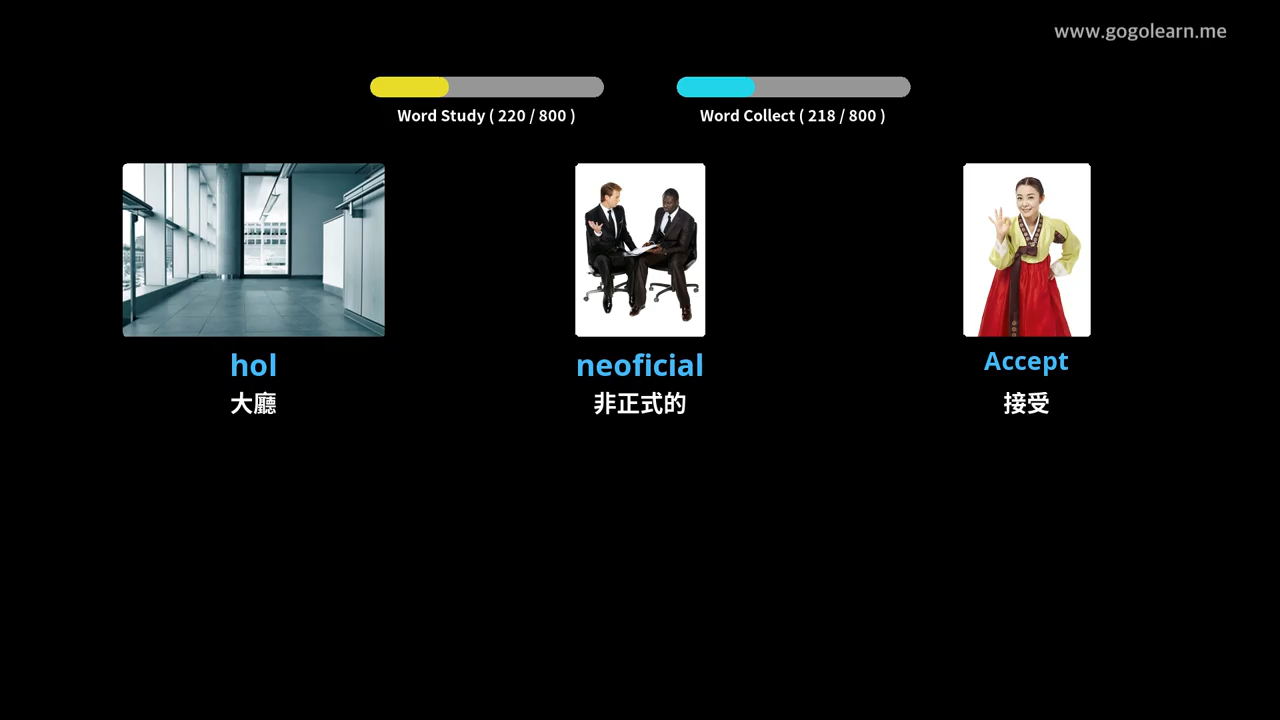 www.gogolearn.me
Word Study ( 220 / 800 )
Word Collect ( 218 / 800 )
hol
neoficial
Accept
大廳
非正式的
接受